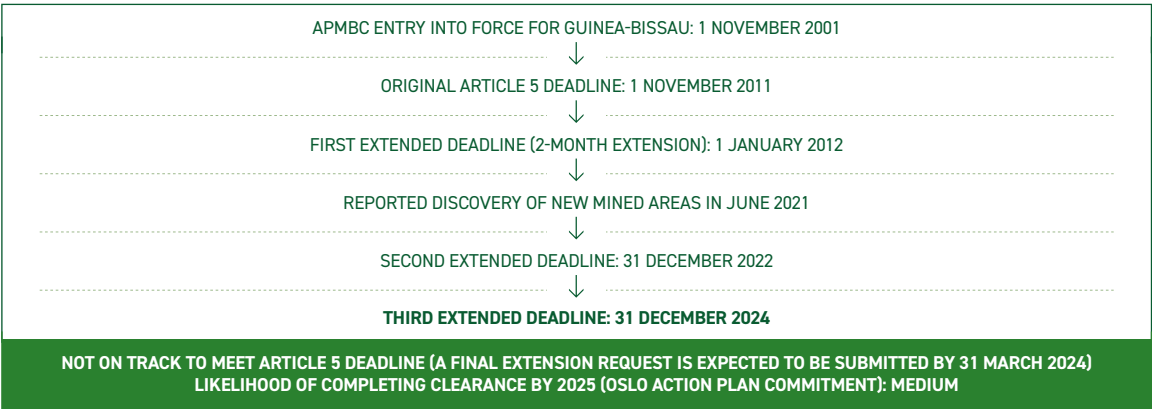 APMBC ENTRY INTO FORCE FOR GUINEA-BISSAU: 1 NOVEMBER 2001
ORIGINAL ARTICLE 5 DEADLINE: 1 NOVEMBER 2011
FIRST EXTENDED DEADLINE (2-MONTH EXTENSION): 1 JANUARY 2012
REPORTED DISCOVERY OF NEW MINED AREAS IN JUNE 2021
SECOND EXTENDED DEADLINE: 31 DECEMBER 2022
THIRD EXTENDED DEADLINE: 31 DECEMBER 2024
NOT ON TRACK TO MEET ARTICLE 5 DEADLINE (A FINAL EXTENSION REQUEST IS EXPECTED TO BE SUBMITTED BY 31 MARCH 2024)
LIKELIHOOD OF COMPLETING CLEARANCE BY 2025 (OSLO ACTION PLAN COMMITMENT): MEDIUM